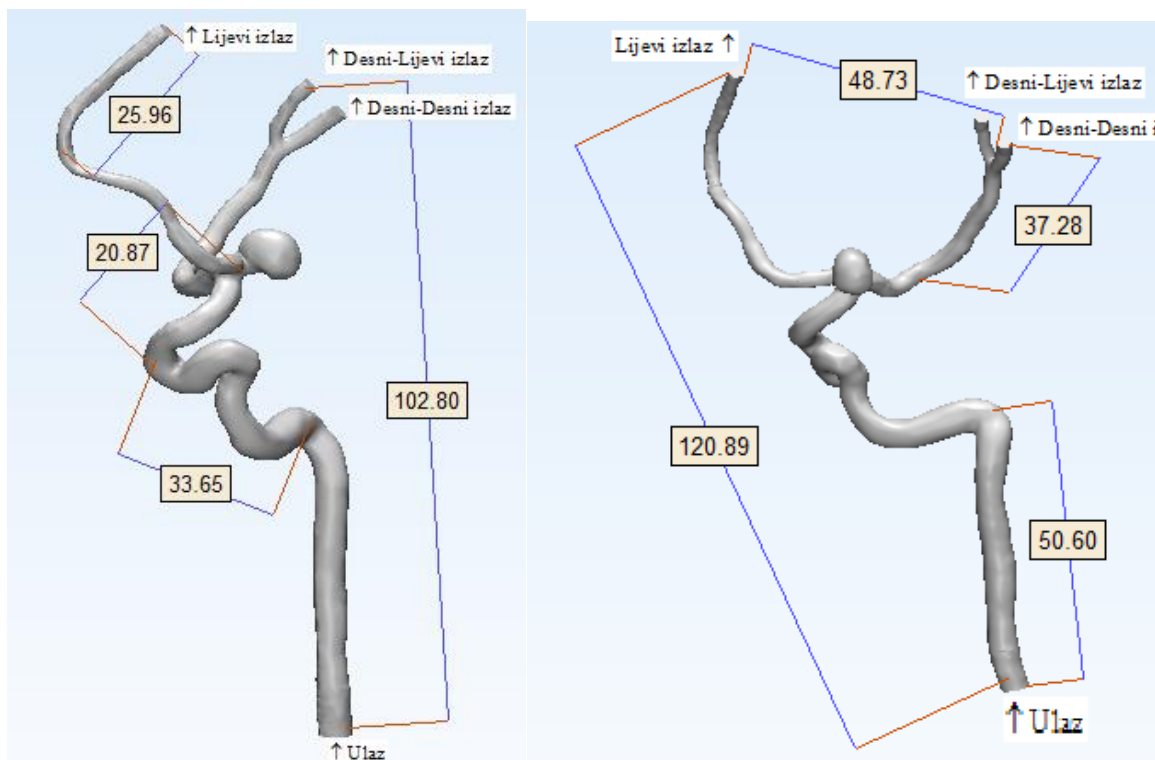 ↑ Lijevi izlaz
↑ Desni-Lijevi izlaz
↑ Desni-Desni izlaz
25.96
20.87
102.80
33.65
↑ Ulaz
Lijevi izlaz ↑
48.73
↑ Desni-Lijevi izlaz
↑ Desni-Desni i
37.28
120.89
50.60
↑ Ulaz